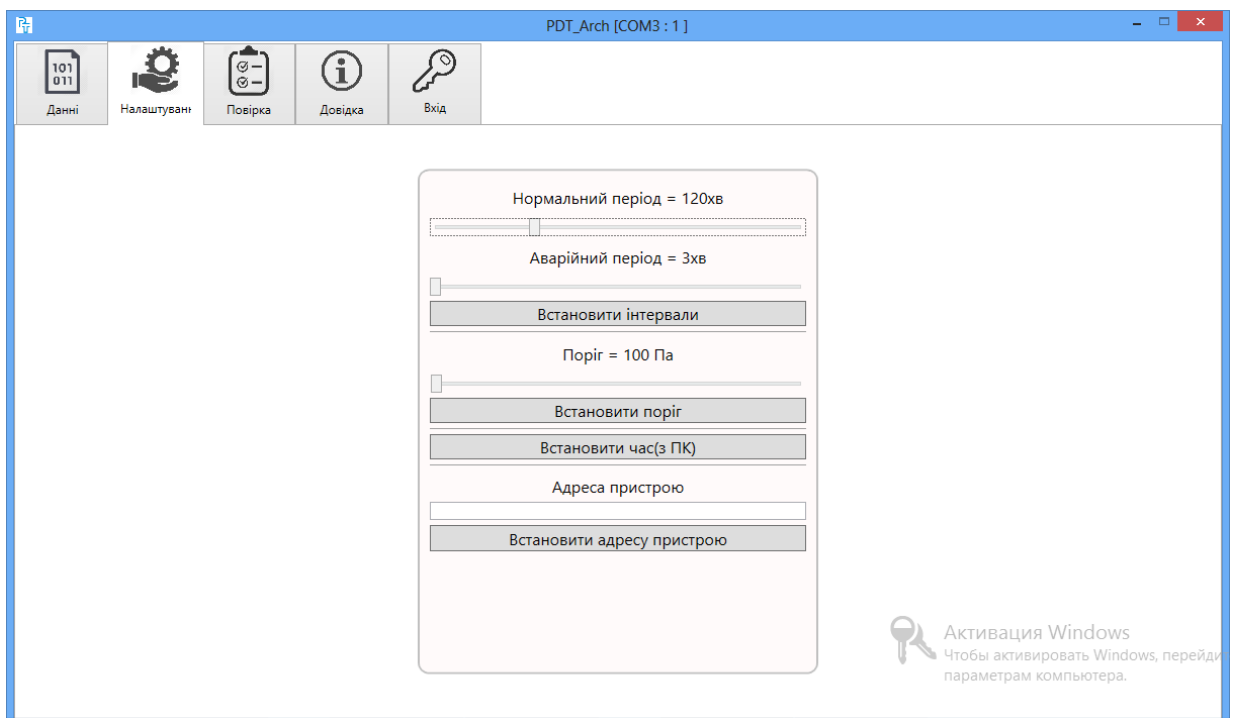 PDT_Arch [COM3 : 1 ]
101
011
Данні
Налаштуванн
Повірка
Довідка
Вхід
Нормальний період = 120хв
Аварійний період = 3хв
Встановити інтервали
Поріг = 100 Па
Встановити поріг
Встановити час(з ПК)
Адреса пристрою
Встановити адресу пристрою
Активация Windows
Чтобы активировать Windows, перейди
параметрам компьютера.